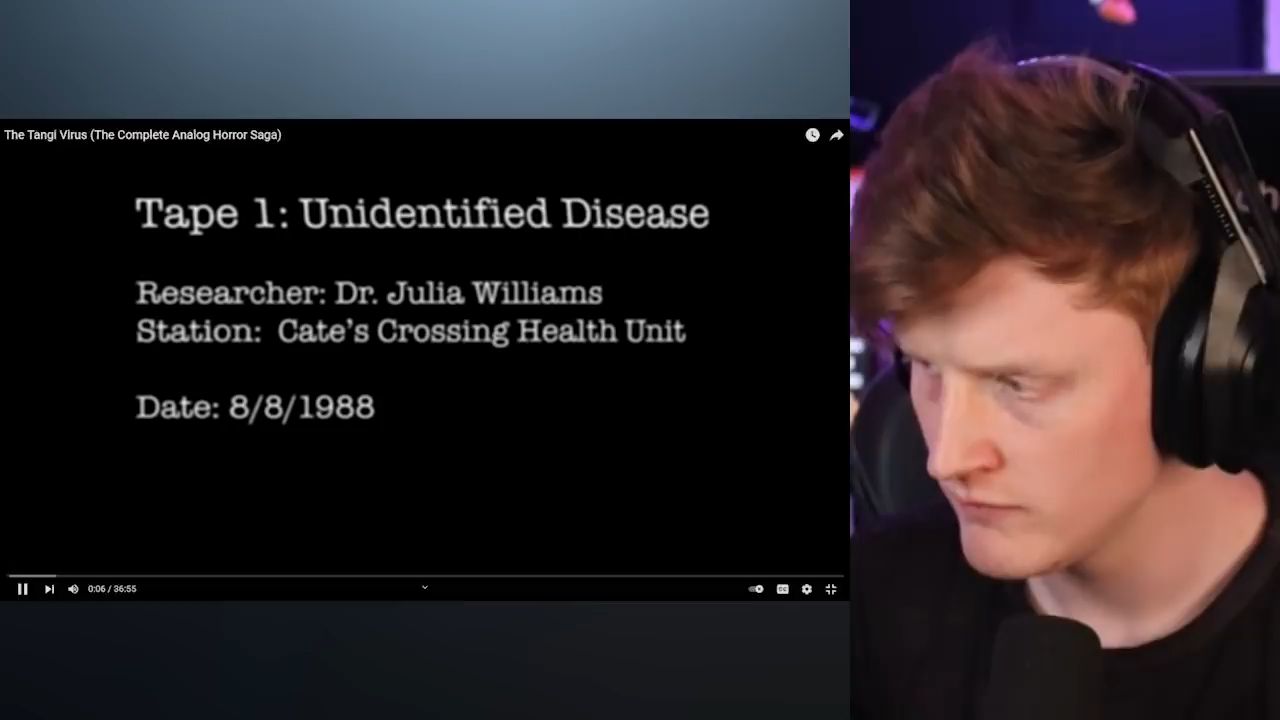 The Tangi Virus (The Complete Analog Horror Saga)
Tape 1: Unidentified Disease
Researcher: Dr. Julia Williams
Station: Cate's Crossing Health Unit
Date: 8/8/1988
0:06 / 36:55
CC